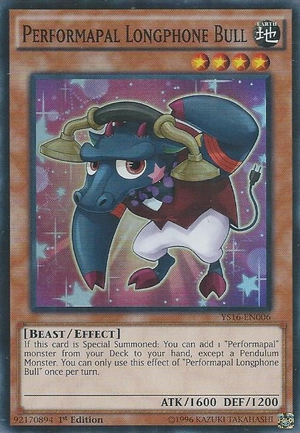 PERFORMAPAL LONGPHONE BULL
EARTH
地
YS16-EN006
[BEAST / EFFECT]
If this card is Special Summoned: You can add 1 "Performapal"
monster from your Deck to your hand, except a Pendulum
Monster. You can only use this effect of "Performapal Longphone
Bull" once per turn.
ATK/1600 DEF/1200
92170894 1st Edition ©1996 KAZUKI TAKAHASHI